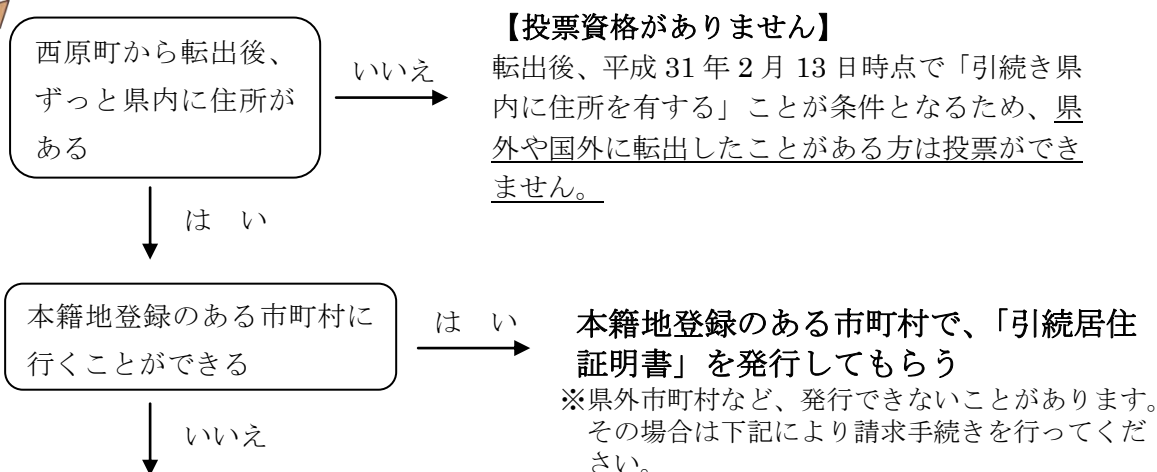 西原町から転出後、
ずっと県内に住所が
ある
いいえ
【投票資格がありません】
転出後、平成 31 年 2 月 13 日時点で「引続き県
内に住所を有する」ことが条件となるため、県
外や国外に転出したことがある方は投票ができ
ません。
は い
本籍地登録のある市町村に
行くことができる
は い
本籍地登録のある市町村で、「引続居住
証明書」を発行してもらう
※県外市町村など、発行できないことがあります。
その場合は下記により請求手続きを行ってくだ
さい。
いいえ